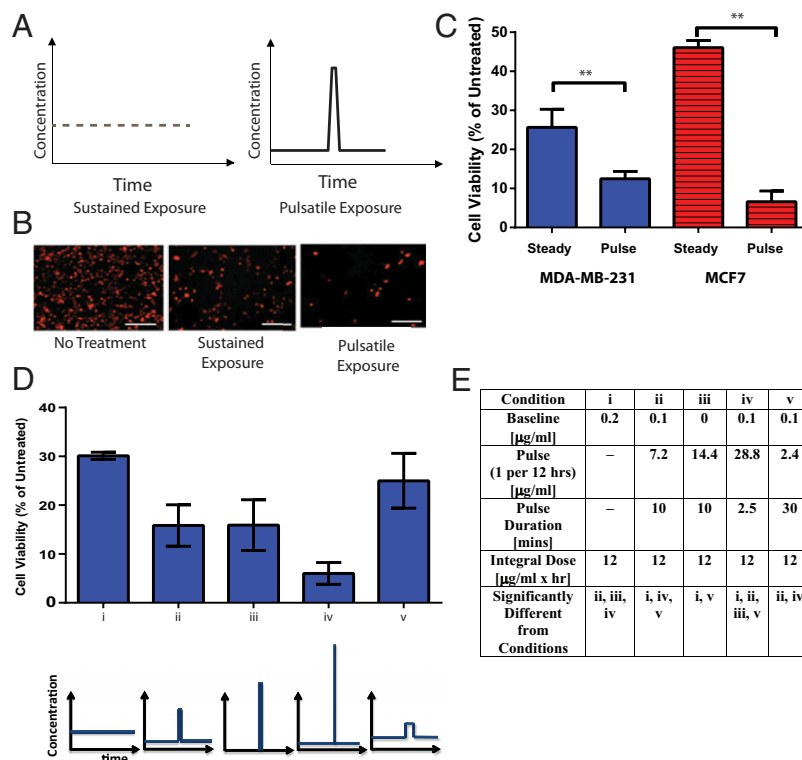 A
Concentration
Time
Sustained Exposure
Concentration
Time
Pulsatile Exposure
B
No Treatment
Sustained
Exposure
Pulsatile
Exposure
C
Cell Viability (% of Untreated)
50
40
30
20
10
0
**
**
Steady Pulse Steady Pulse
MDA-MB-231 MCF7
D
Cell Viability (% of Untreated)
40
30
20
10
0
i ii iii iv v
Concentration
time
E
Condition i ii iii iv v
Baseline 0.2 0.1 0 0.1 0.1
[µg/ml]
Pulse – 7.2 14.4 28.8 2.4
(1 per 12 hrs)
[µg/ml]
Pulse – 10 10 2.5 30
Duration
[mins]
Integral Dose 12 12 12 12 12
[µg/ml x hr]
Significantly ii, iii, i, iv, i, v i, ii, ii, iv
Different iv v iii, v
from
Conditions